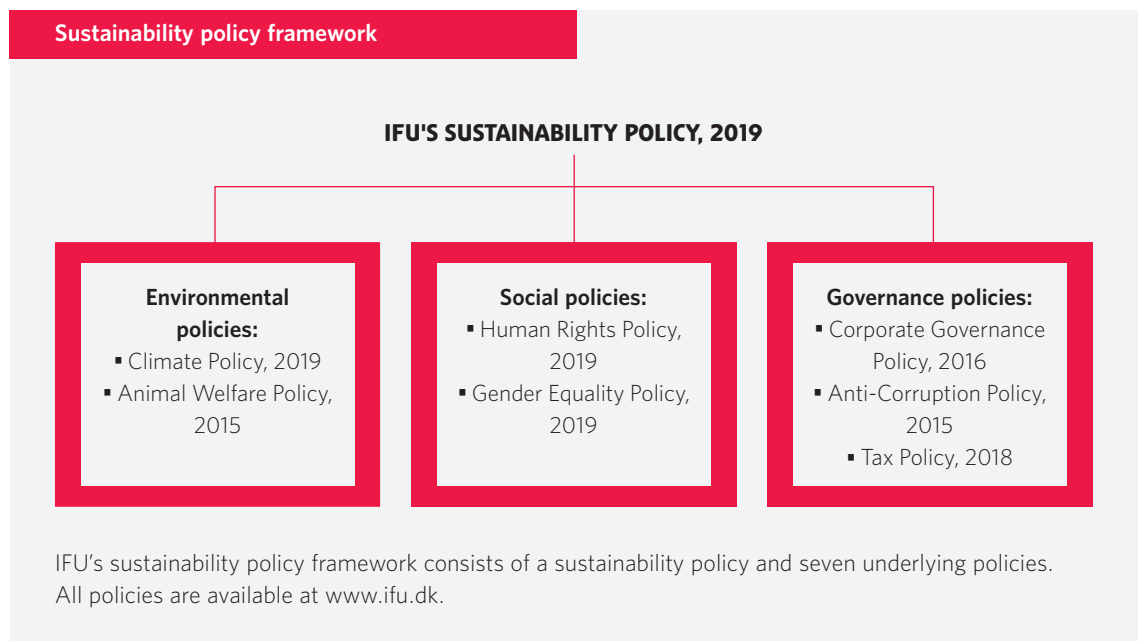 Sustainability policy framework
IFU'S SUSTAINABILITY POLICY, 2019
Environmental
policies:
▪ Climate Policy, 2019
▪ Animal Welfare Policy,
2015
Social policies:
▪ Human Rights Policy,
2019
▪ Gender Equality Policy,
2019
Governance policies:
▪ Corporate Governance
Policy, 2016
▪ Anti-Corruption Policy,
2015
▪ Tax Policy, 2018
IFU’s sustainability policy framework consists of a sustainability policy and seven underlying policies.
All policies are available at www.ifu.dk.